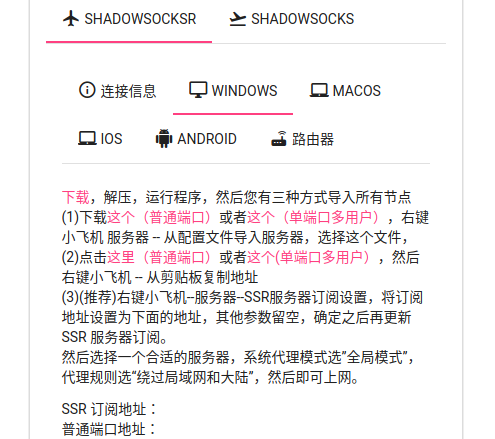 SHADOWSOCKSR SHADOWSOCKS
连接信息 WINDOWS MACOS
IOS ANDROID 路由器
下载，解压，运行程序，然后您有三种方式导入所有节点
(1)下载这个（普通端口）或者这个（单端口多用户），右键
小飞机 服务器 -- 从配置文件导入服务器，选择这个文件，
(2)点击这里（普通端口）或者这个(单端口多用户），然后
右键小飞机 -- 从剪贴板复制地址
(3)(推荐)右键小飞机--服务器--SSR服务器订阅设置，将订阅
地址设置为下面的地址，其他参数留空，确定之后再更新
SSR 服务器订阅。
然后选择一个合适的服务器，系统代理模式选“全局模式”，
代理规则选“绕过局域网和大陆”，然后即可上网。
SSR 订阅地址：
普通端口地址：